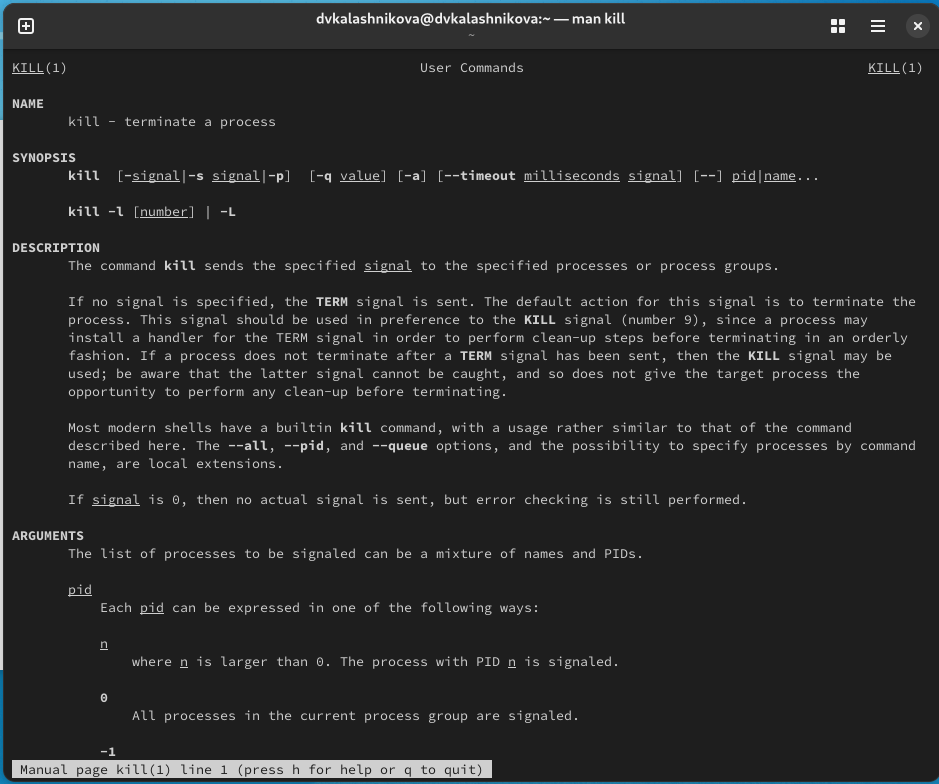 dvkalashnikova@dvkalashnikova:~ — man kill
~
KILL(1) User Commands KILL(1)
NAME
kill - terminate a process
SYNOPSIS
kill [-signal|-s signal|-p] [-q value] [-a] [--timeout milliseconds signal] [--] pid|name...
kill -l [number] | -L
DESCRIPTION
The command kill sends the specified signal to the specified processes or process groups.
If no signal is specified, the TERM signal is sent. The default action for this signal is to terminate the
process. This signal should be used in preference to the KILL signal (number 9), since a process may
install a handler for the TERM signal in order to perform clean-up steps before terminating in an orderly
fashion. If a process does not terminate after a TERM signal has been sent, then the KILL signal may be
used; be aware that the latter signal cannot be caught, and so does not give the target process the
opportunity to perform any clean-up before terminating.
Most modern shells have a builtin kill command, with a usage rather similar to that of the command
described here. The --all, --pid, and --queue options, and the possibility to specify processes by command
name, are local extensions.
If signal is 0, then no actual signal is sent, but error checking is still performed.
ARGUMENTS
The list of processes to be signaled can be a mixture of names and PIDs.
pid
Each pid can be expressed in one of the following ways:
n
where n is larger than 0. The process with PID n is signaled.
0
All processes in the current process group are signaled.
-1
Manual page kill(1) line 1 (press h for help or q to quit)